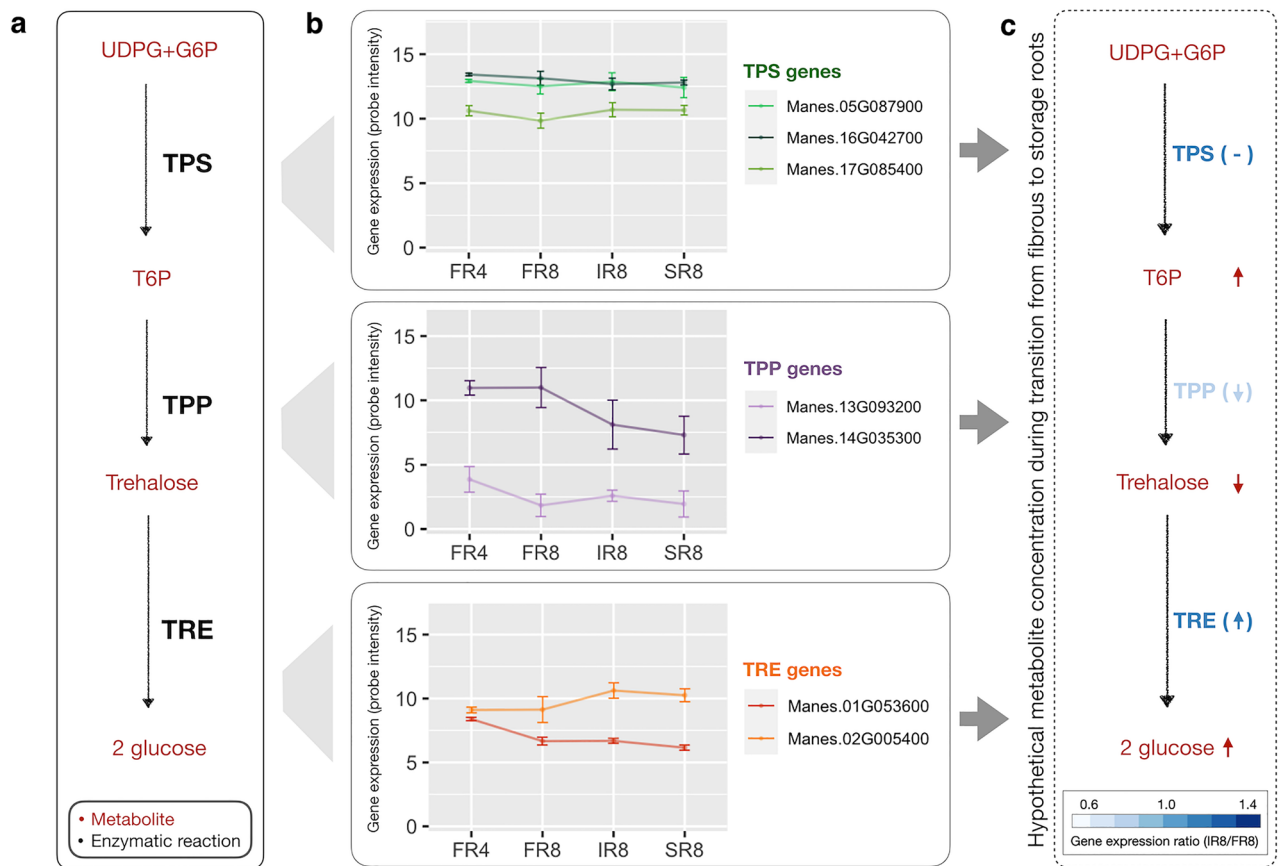 a
UDPG+G6P
TPS
T6P
TPP
Trehalose
TRE
2 glucose
• Metabolite
• Enzymatic reaction
b
Gene expression (probe intensity)
15
10
5
0
FR4 FR8 IR8 SR8
TPS genes
Manes.05G087900
Manes.16G042700
Manes.17G085400
Gene expression (probe intensity)
15
10
5
0
FR4 FR8 IR8 SR8
TPP genes
Manes.13G093200
Manes.14G035300
Gene expression (probe intensity)
15
10
5
0
FR4 FR8 IR8 SR8
TRE genes
Manes.01G053600
Manes.02G005400
c
Hypothetical metabolite concentration during transition from fibrous to storage roots
UDPG+G6P
TPS ( - )
T6P ↑
TPP (↓)
Trehalose ↓
TRE (↑)
2 glucose ↑
0.6 1.0 1.4
Gene expression ratio (IR8/FR8)